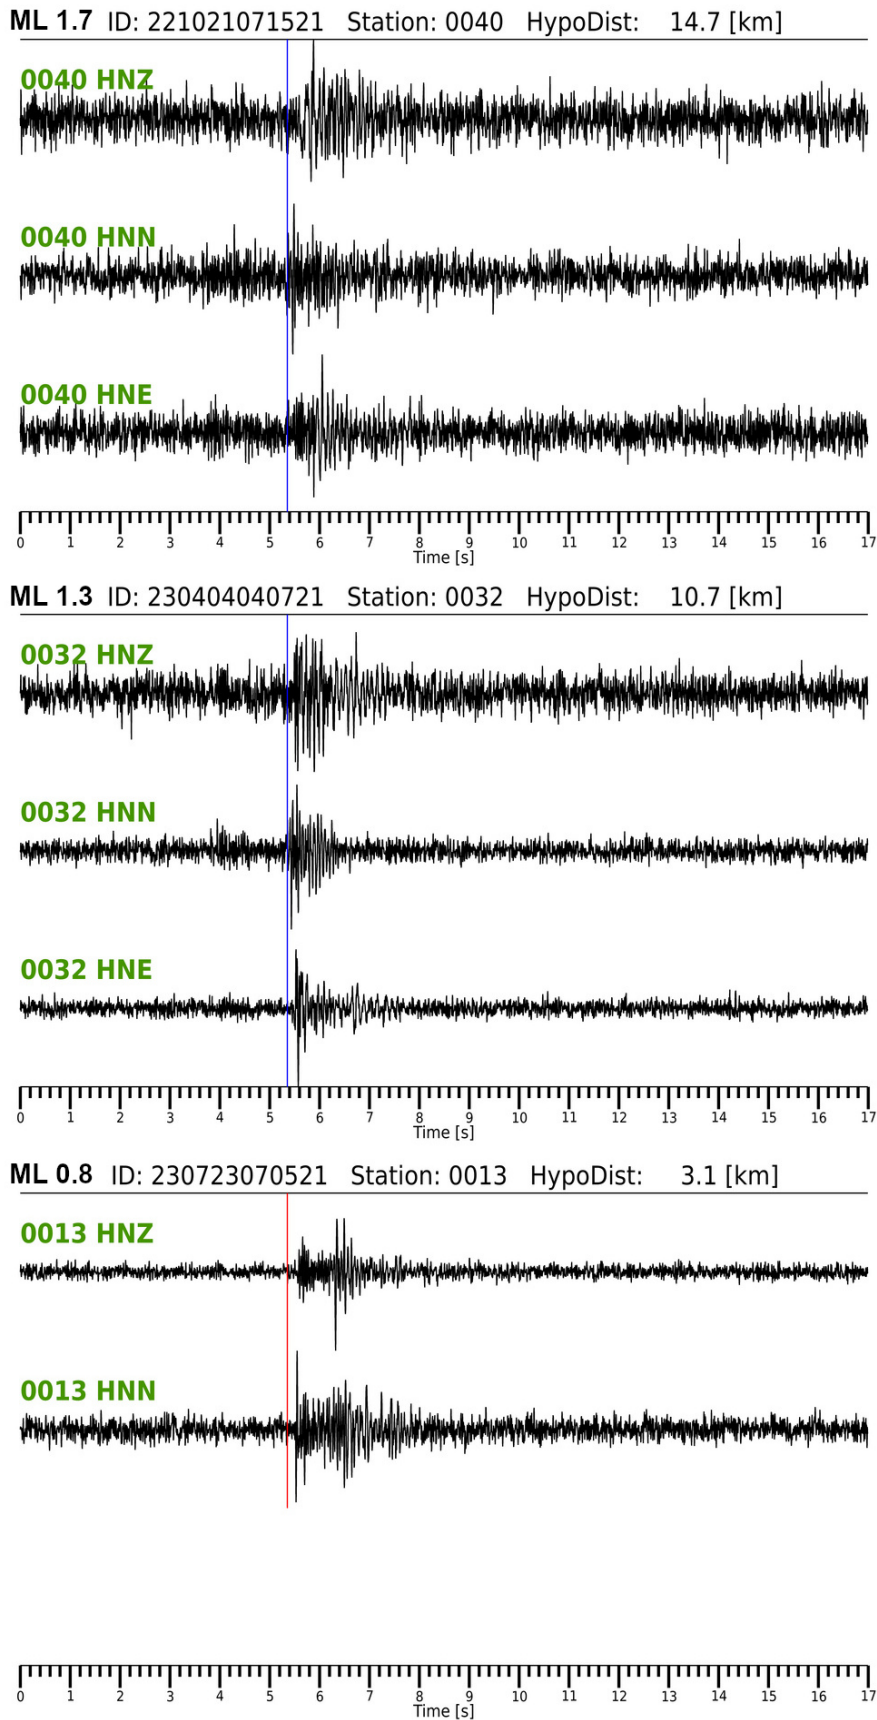 ML 1.7 ID: 221021071521 Station: 0040 HypoDist: 14.7 [km]
0040 HNZ
0040 HNN
0040 HNE
0 1 2 3 4 5 6 7 8 9 10 11 12 13 14 15 16 17
Time [s]
ML 1.3 ID: 230404040721 Station: 0032 HypoDist: 10.7 [km]
0032 HNZ
0032 HNN
0032 HNE
0 1 2 3 4 5 6 7 8 9 10 11 12 13 14 15 16 17
Time [s]
ML 0.8 ID: 230723070521 Station: 0013 HypoDist: 3.1 [km]
0013 HNZ
0013 HNN
0 1 2 3 4 5 6 7 8 9 10 11 12 13 14 15 16 17
Time [s]